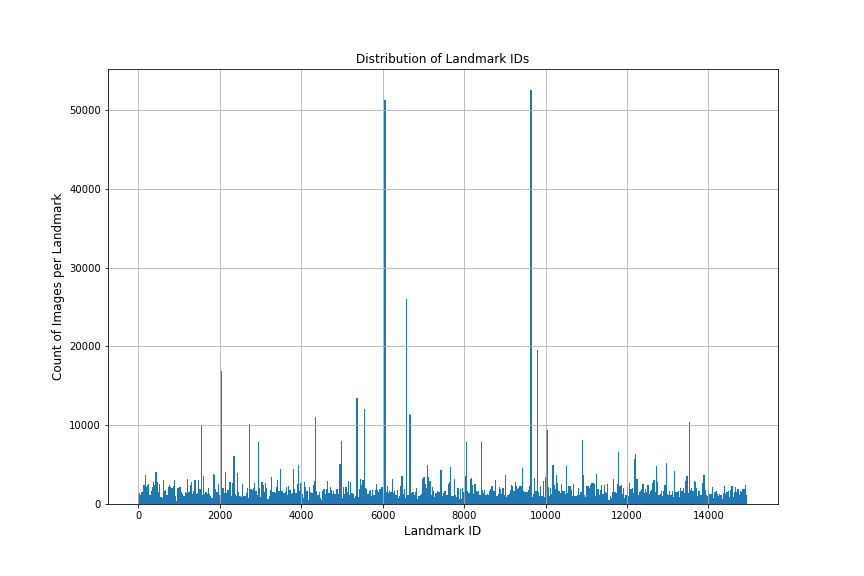 Distribution of Landmark IDs
50000
40000
30000
20000
10000
0
Count of Images per Landmark
0 2000 4000 6000 8000 10000 12000 14000
Landmark ID